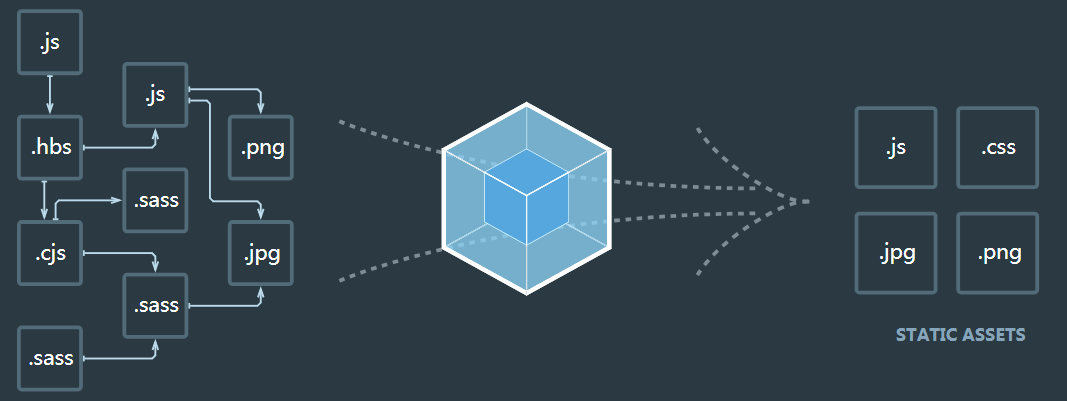 .js
.js
.hbs
.png
.sass
.cjs
.jpg
.sass
.sass
.js
.css
.jpg
.png
STATIC ASSETS